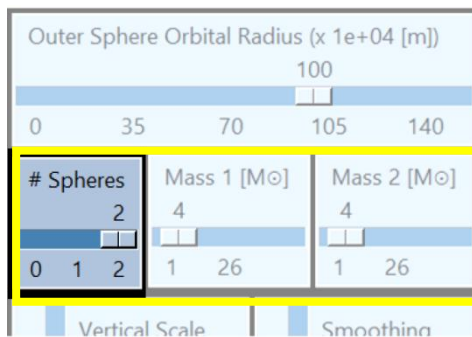 Outer Sphere Orbital Radius (x 1e+04 [m])
100
0 35 70 105 140
# Spheres
2
0 1 2
Mass 1 [M⊙]
4
1 26
Mass 2 [M⊙]
4
1 26
Vertical Scale
Smoothing